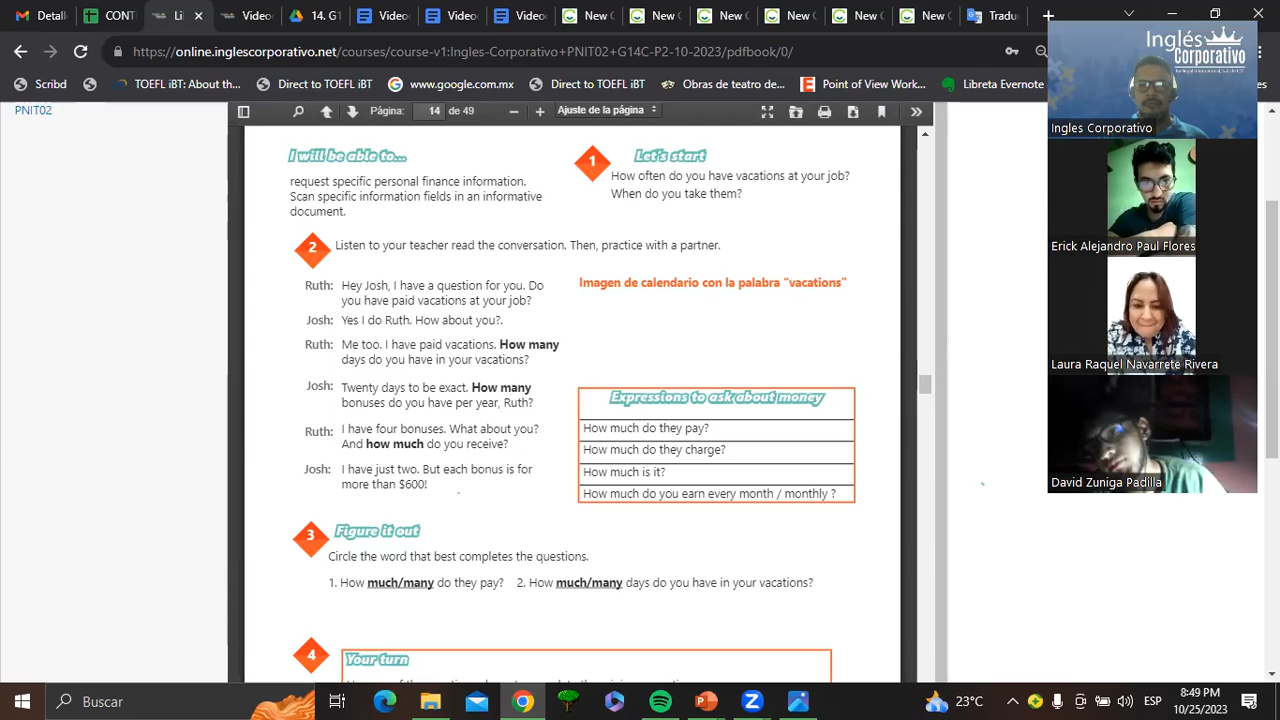 Detall
CONT
Li
Videc
14. G1
Videoc
Videoc
Videoc
New C
New C
New C
New C
New C
New C
Tradu
https://online.inglescorporativo.net/courses/course-v1:Ingles-Corporativo+PNIT02+G14C-P2-10-2023/pdfbook/0/
Scribd
TOEFL iBT: About the...
Direct to TOEFL iBT
www.google.com.mx
Direct to TOEFL iBT
Obras de teatro de...
Point of View Work...
Libreta Evernote
PNIT02
Página:
14
de 49
Ajuste de la página
I will be able to...
request specific personal finance information.
Scan specific information fields in an informative
document.
1
Let's start
How often do you have vacations at your job?
When do you take them?
2
Listen to your teacher read the conversation. Then, practice with a partner.
Ruth: Hey Josh, I have a question for you. Do
you have paid vacations at your job?
Josh: Yes I do Ruth. How about you?.
Ruth: Me too. I have paid vacations. How many
days do you have in your vacations?
Josh: Twenty days to be exact. How many
bonuses do you have per year, Ruth?
Ruth: I have four bonuses. What about you?
And how much do you receive?
Josh: I have just two. But each bonus is for
more than $600!
Imagen de calendario con la palabra "vacations"
Expressions to ask about money
How much do they pay?
How much do they charge?
How much is it?
How much do you earn every month / monthly ?
3
Figure it out
Circle the word that best completes the questions.
1. How much/many do they pay? 2. How much/many days do you have in your vacations?
4
Your turn
Inglés
Corporativo
Ingles Corporativo
Erick Alejandro Paul Flores
Laura Raquel Navarrete Rivera
David Zuniga Padilla
Buscar
23°C
ESP
8:49 PM
10/25/2023